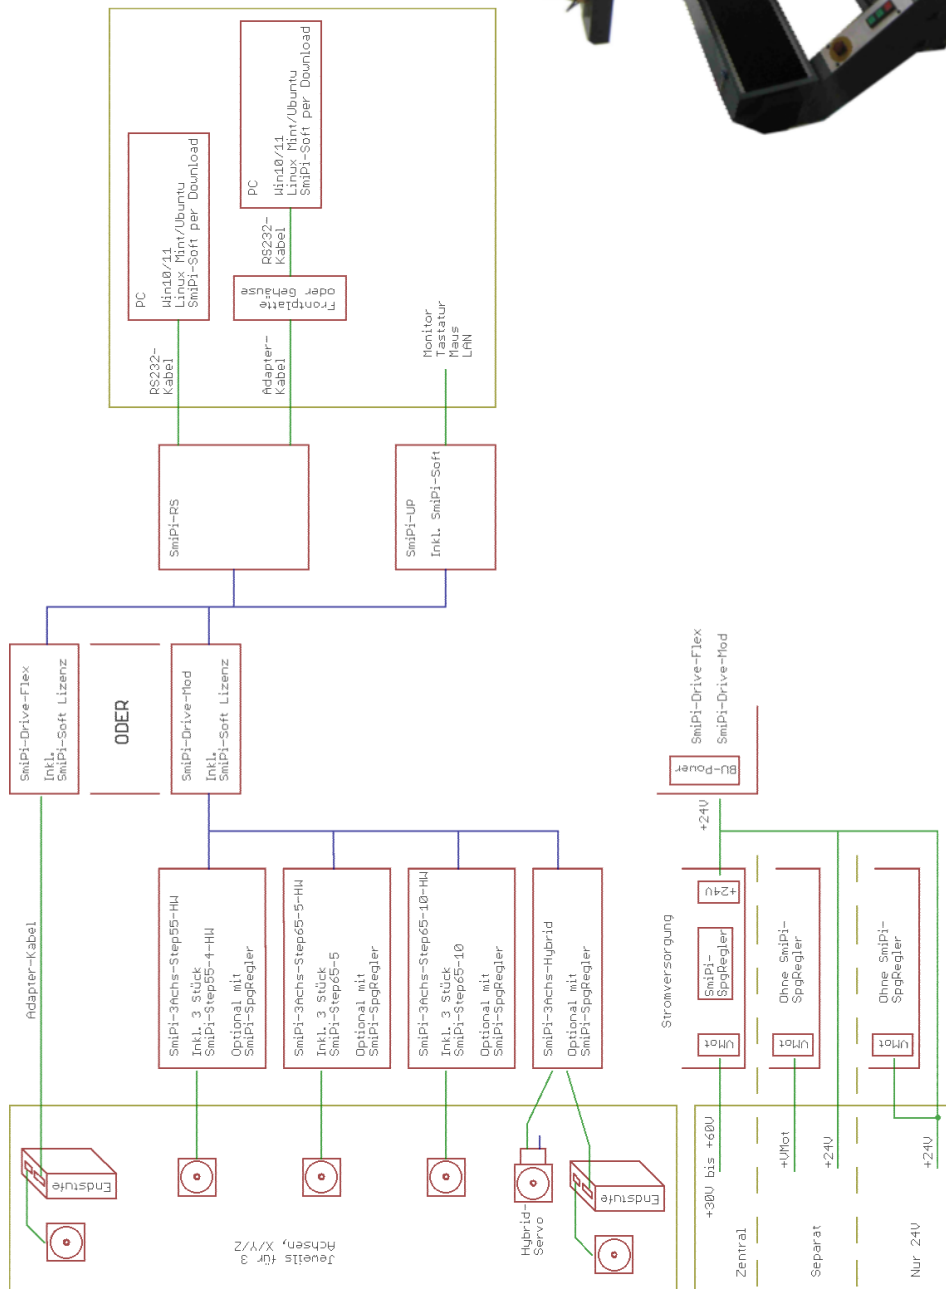 PC
Win10/11
Linux Mint/Ubuntu
SmiPi-Soft per Download
RS232-
Kabel
PC
Win10/11
Linux Mint/Ubuntu
SmiPi-Soft per Download
RS232-
Kabel
Frontplatte
oder Gehäuse
Adapter-
Kabel
Monitor
Tastatur
Maus
LAN
SmiPi-RS
SmiPi-UP
Inkl. SmiPi-Soft
SmiPi-Drive-Flex
Inkl.
SmiPi-Soft Lizenz
ODER
SmiPi-Drive-Mod
Inkl.
SmiPi-Soft Lizenz
Adapter-Kabel
SmiPi-3Achs-Step55-HW
Inkl. 3 Stück
SmiPi-Step55-4-HW
Optional mit
SmiPi-SpgRegler
SmiPi-3Achs-Step65-5-HW
Inkl. 3 Stück
SmiPi-Step65-5
Optional mit
SmiPi-SpgRegler
SmiPi-3Achs-Step65-10-HW
Inkl. 3 Stück
SmiPi-Step65-10
Optional mit
SmiPi-SpgRegler
SmiPi-3Achs-Hybrid
Optional mit
SmiPi-SpgRegler
Endstufe
Jeweils für 3
Achsen, X/Y/Z
Hybrid-
Servo
Endstufe
SmiPi-Drive-Flex
SmiPi-Drive-Mod
BU-Power
+24V
Stromversorgung
+24V
SmiPi-
SpgRegler
VMot
+30V bis +60V
Zentral
Ohne SmiPi-
SpgRegler
VMot
+VMot
+24V
Separat
Ohne SmiPi-
SpgRegler
VMot
+24V
Nur 24V